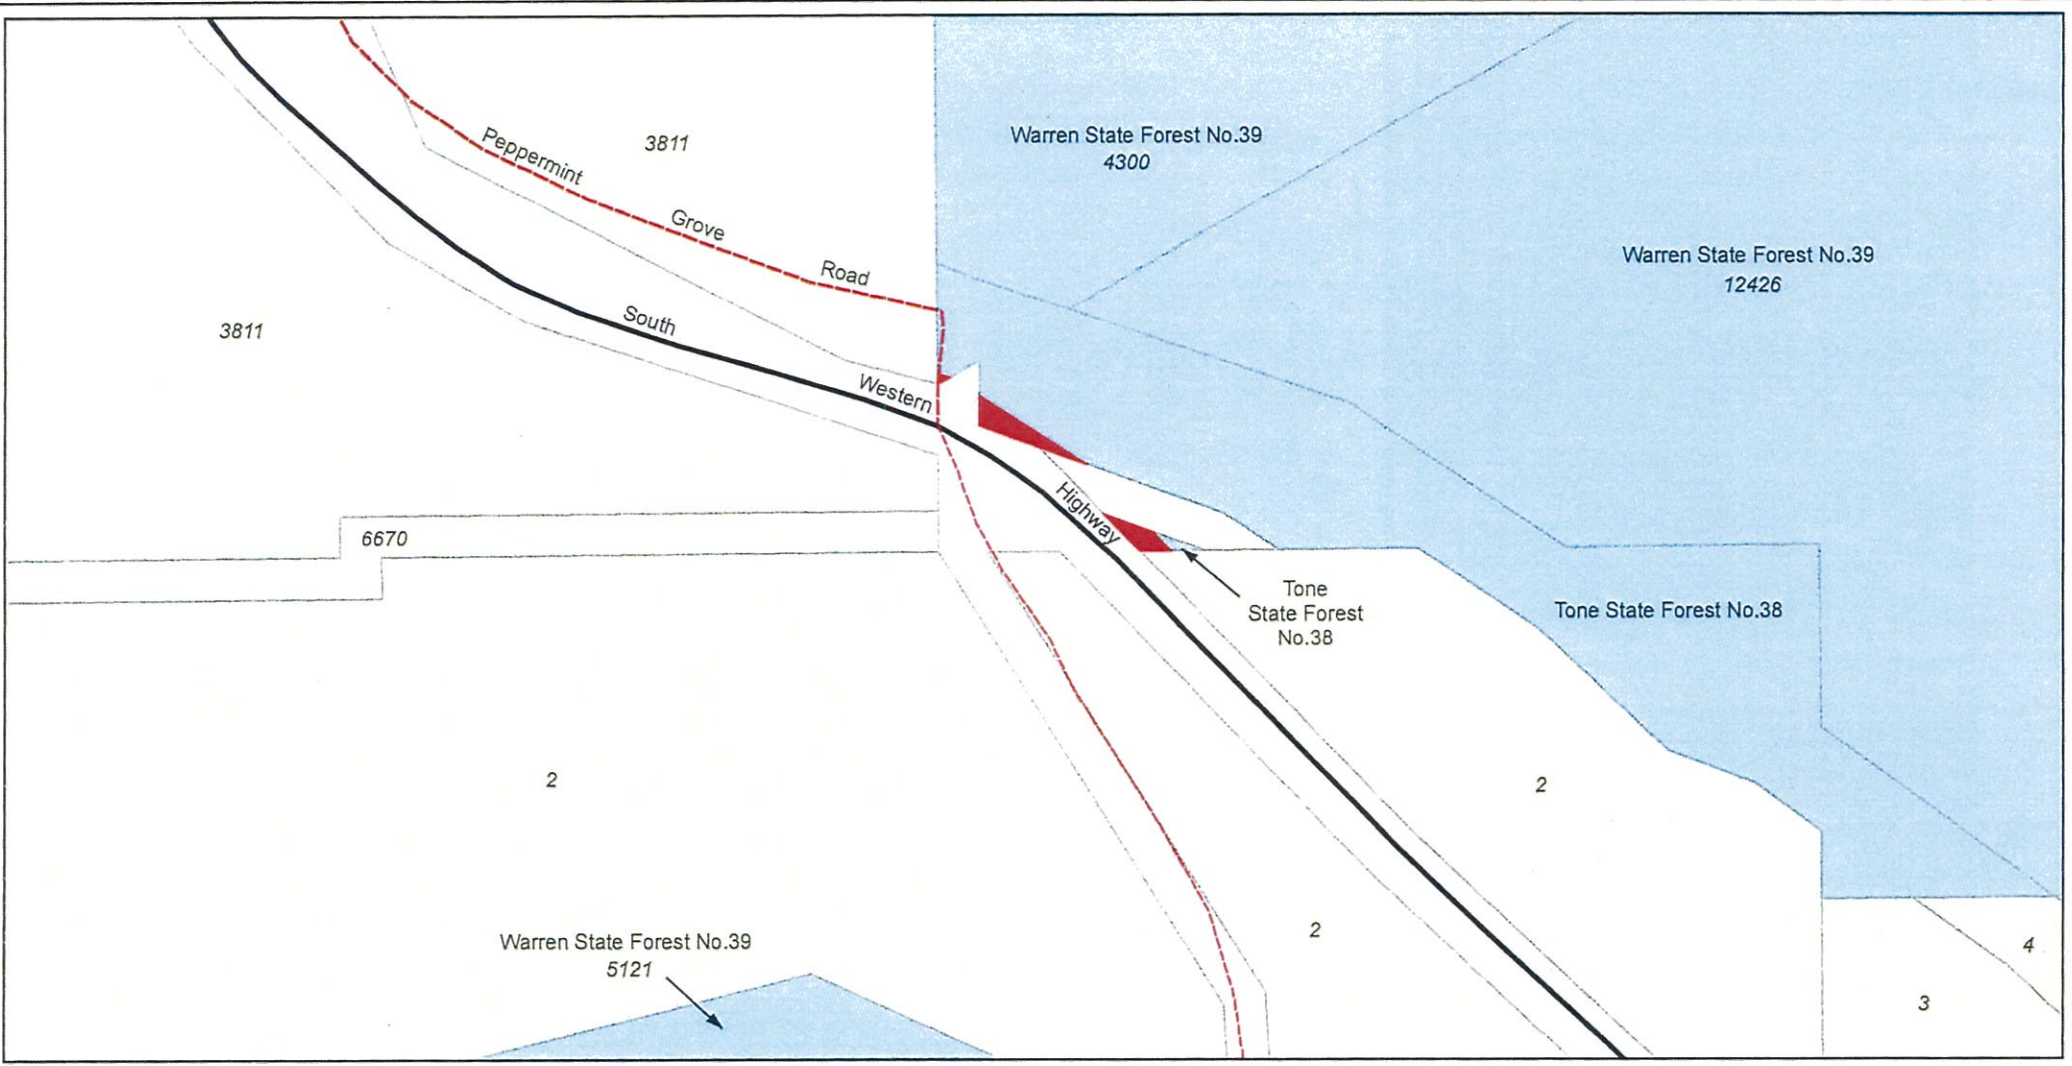 Peppermint
Grove
Road
3811
Warren State Forest No.39
4300
Warren State Forest No.39
12426
3811
South
Western
Highway
6670
Tone
State Forest
No.38
Tone State Forest No.38
2
2
2
Warren State Forest No.39
5121
4
3